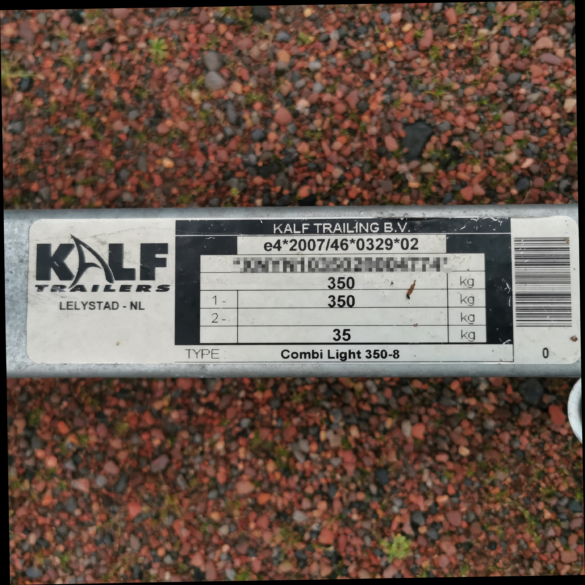 KALF
TRAILERS
LELYSTAD - NL
KALF TRAILING B.V.
e4*2007/46*0329*02
350 kg
1 - 350 kg
2 - kg
35 kg
TYPE Combi Light 350-8
0